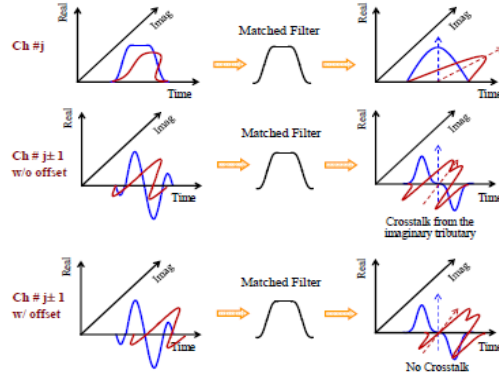 Real
Imag
Ch #j
Matched Filter
Time
Real
Imag
Time
Real
Imag
Ch # j± 1
w/o offset
Matched Filter
Time
Real
Imag
Time
Crosstalk from the
imaginary tributary
Real
Imag
Ch # j± 1
w/ offset
Matched Filter
Time
Real
Imag
Time
No Crosstalk